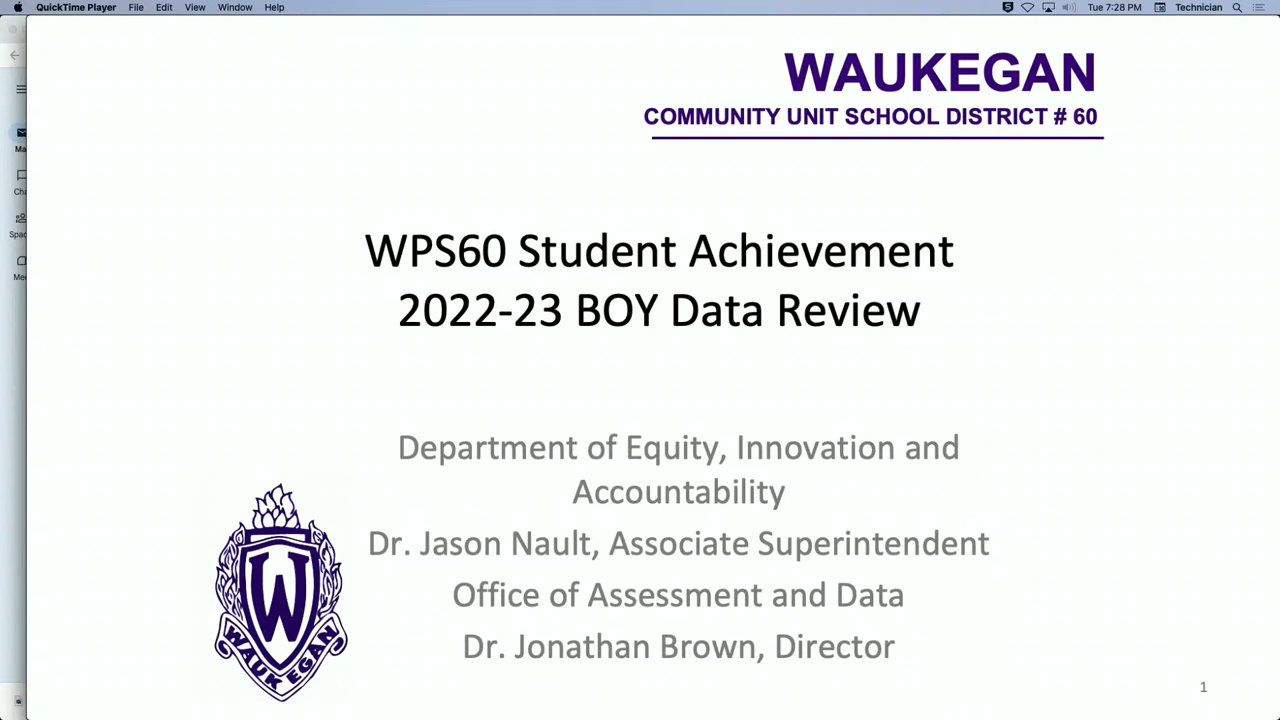 QuickTime Player File Edit View Window Help
Tue 7:28 PM Technician
WAUKEGAN
COMMUNITY UNIT SCHOOL DISTRICT # 60
WPS60 Student Achievement
2022-23 BOY Data Review
Department of Equity, Innovation and
Accountability
Dr. Jason Nault, Associate Superintendent
Office of Assessment and Data
Dr. Jonathan Brown, Director
W
WAUKEGAN
1